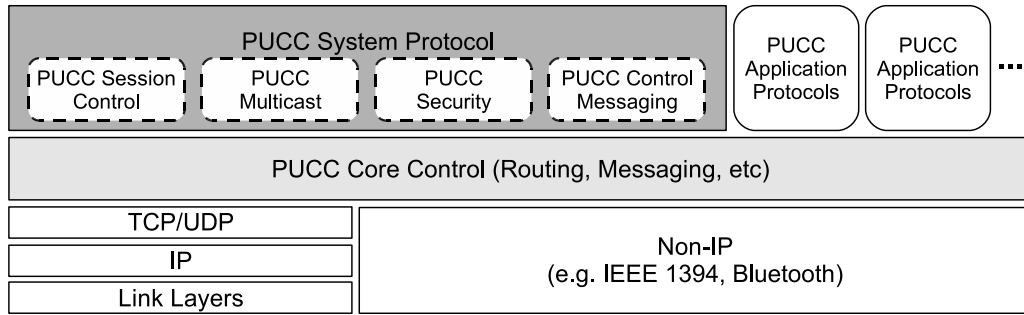 PUCC System Protocol
PUCC Session
Control
PUCC
Multicast
PUCC
Security
PUCC Control
Messaging
PUCC
Application
Protocols
PUCC
Application
Protocols
PUCC Core Control (Routing, Messaging, etc)
TCP/UDP
IP
Link Layers
Non-IP
(e.g. IEEE 1394, Bluetooth)